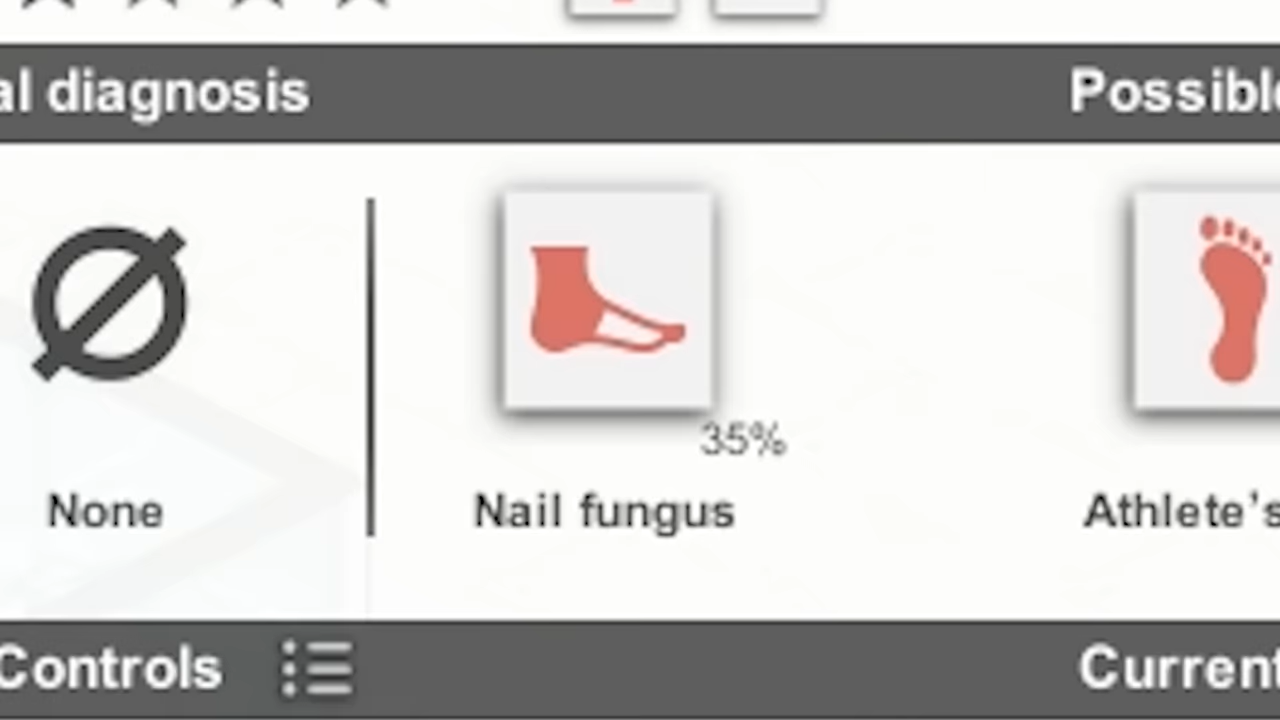 al diagnosis
Possible
None
35%
Nail fungus
Athlete's
Controls
Current